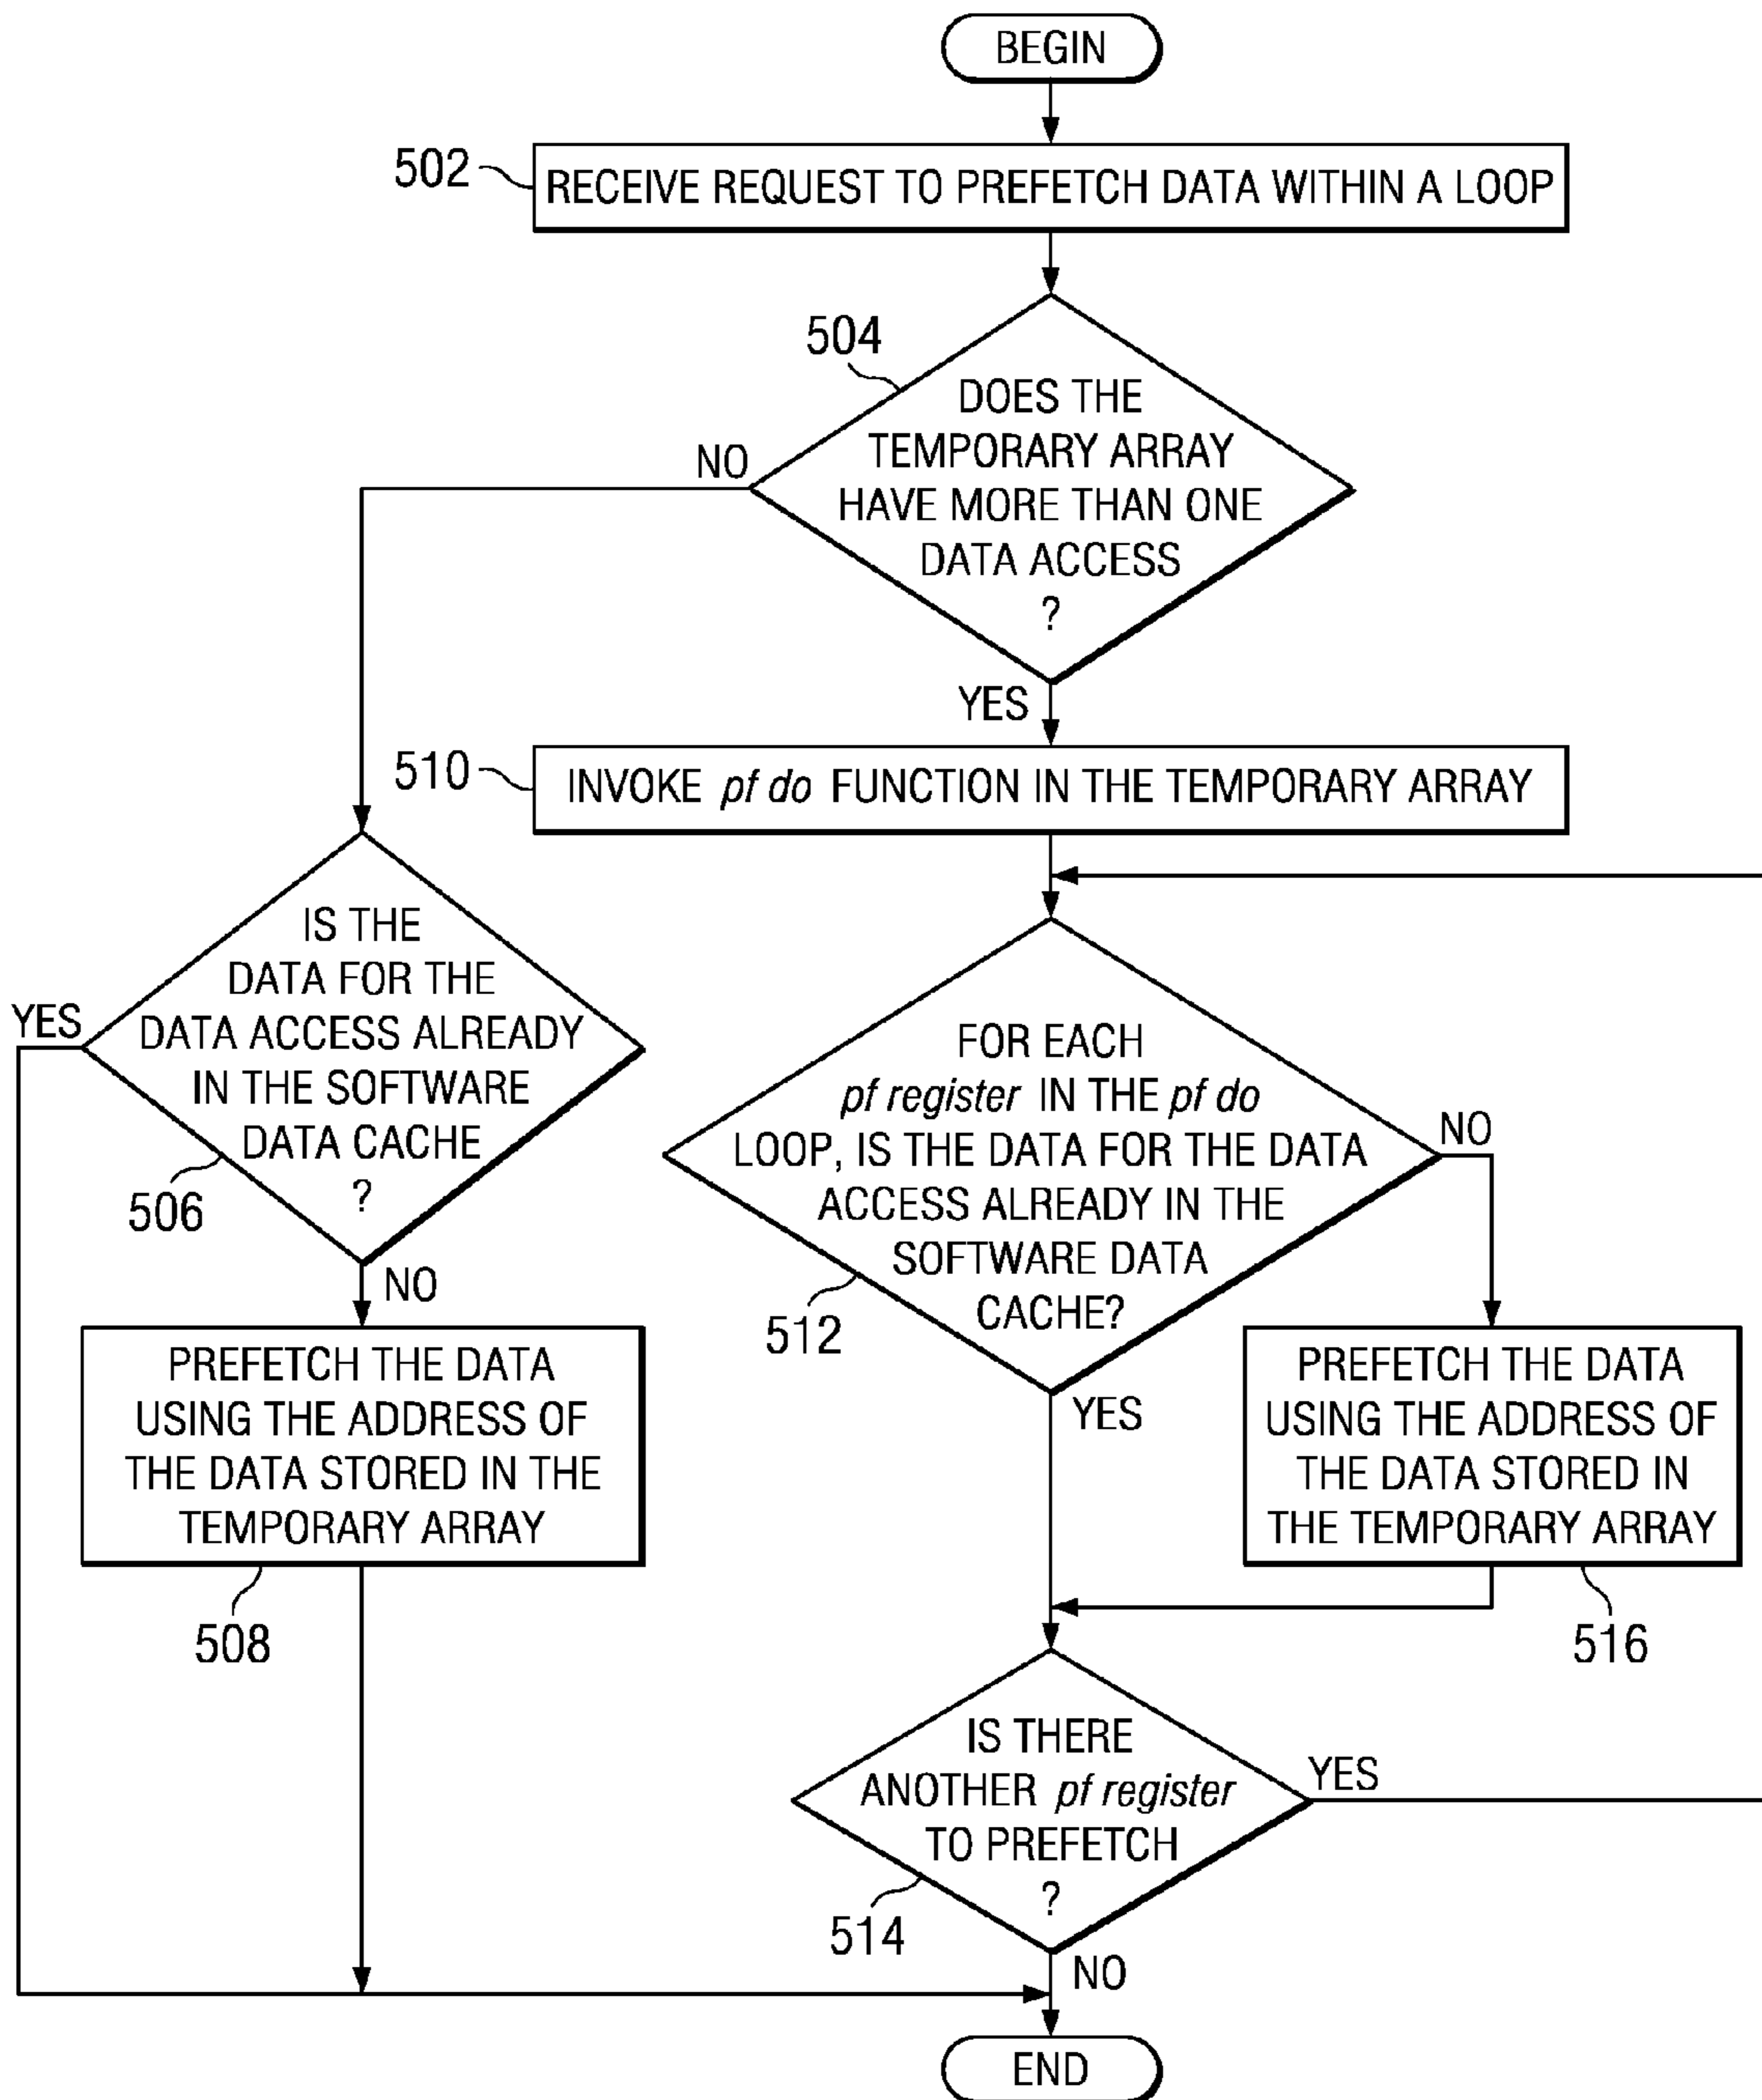 BEGIN
502
RECEIVE REQUEST TO PREFETCH DATA WITHIN A LOOP
504
DOES THE
TEMPORARY ARRAY
HAVE MORE THAN ONE
DATA ACCESS
?
NO
YES
510
INVOKE pf do FUNCTION IN THE TEMPORARY ARRAY
IS THE
DATA FOR THE
DATA ACCESS ALREADY
IN THE SOFTWARE
DATA CACHE
?
YES
506
NO
FOR EACH
pf register IN THE pf do
LOOP, IS THE DATA FOR THE DATA
ACCESS ALREADY IN THE
SOFTWARE DATA
CACHE?
NO
512
YES
PREFETCH THE DATA
USING THE ADDRESS OF
THE DATA STORED IN THE
TEMPORARY ARRAY
508
PREFETCH THE DATA
USING THE ADDRESS OF
THE DATA STORED IN
THE TEMPORARY ARRAY
516
IS THERE
ANOTHER pf register
TO PREFETCH
?
YES
514
NO
END